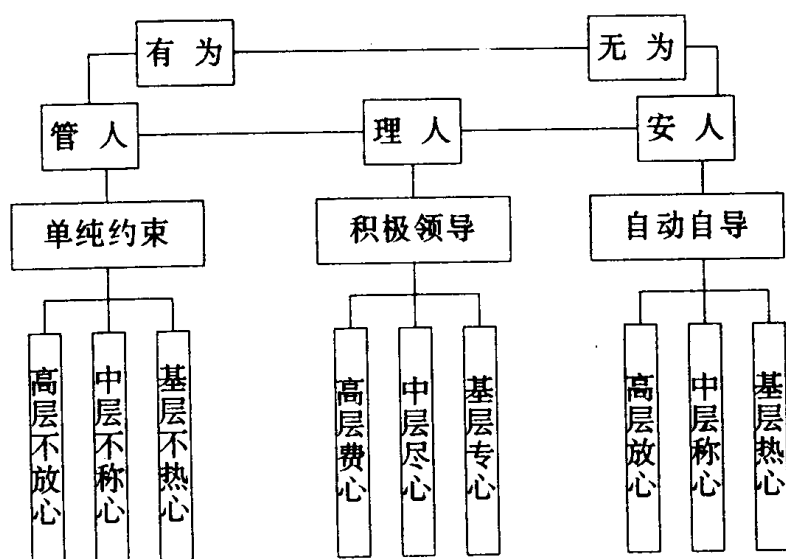 有为
无为
管人
理人
安人
单纯约束
积极领导
自动自导
高层不放心
中层不称心
基层不热心
高层费心
中层尽心
基层专心
高层放心
中层称心
基层热心